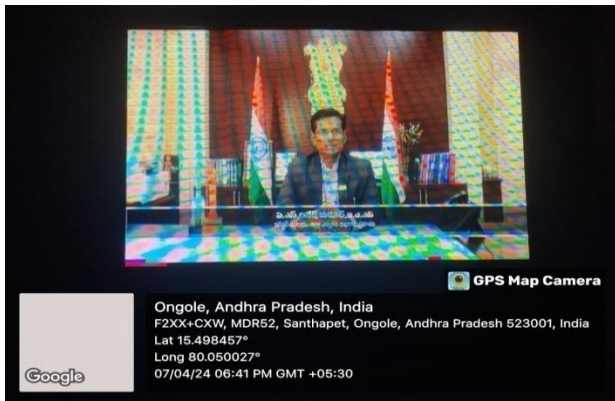 GPS Map Camera
Ongole, Andhra Pradesh, India
F2XX+CXW, MDR52, Santhapet, Ongole, Andhra Pradesh 523001, India
Lat 15.498457°
Long 80.050027°
07/04/24 06:41 PM GMT +05:30
Google